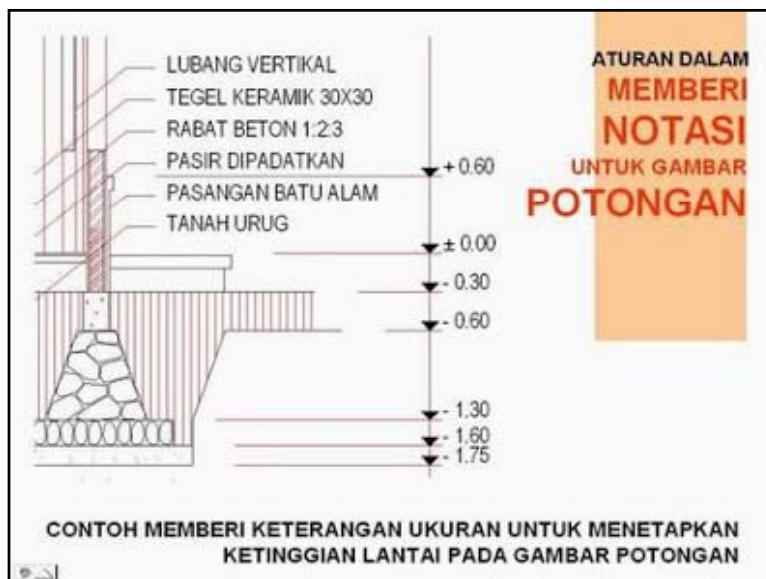 LUBANG VERTIKAL
TEGEL KERAMIK 30X30
RABAT BETON 1:2:3
PASIR DIPADATKAN
PASANGAN BATU ALAM
TANAH URUG
+ 0.60
± 0.00
- 0.30
- 0.60
- 1.30
- 1.60
- 1.75
ATURAN DALAM
MEMBERI
NOTASI
UNTUK GAMBAR
POTONGAN
CONTOH MEMBERI KETERANGAN UKURAN UNTUK MENETAPKAN
KETINGGIAN LANTAI PADA GAMBAR POTONGAN